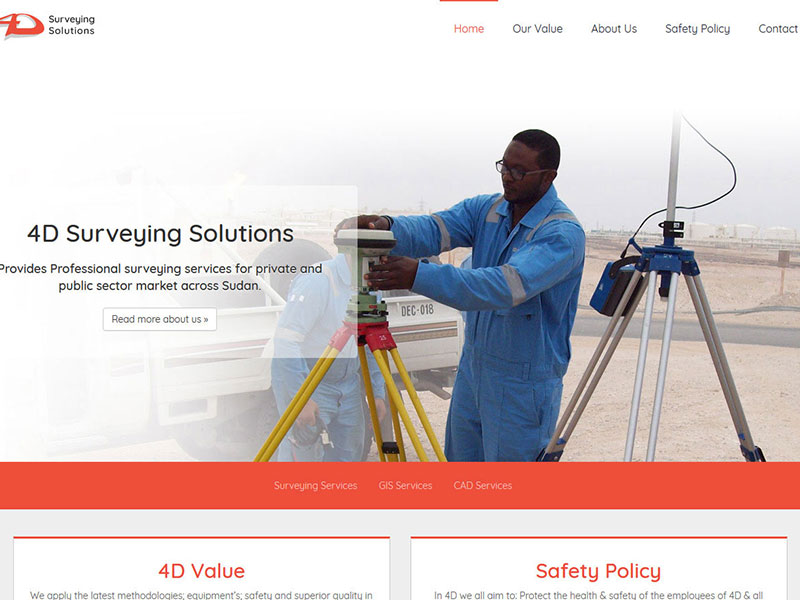 Surveying
Solutions
Home
Our Value
About Us
Safety Policy
Contact
4D Surveying Solutions
Provides Professional surveying services for private and
public sector market across Sudan.
Read more about us »
DEC-018
Surveying Services
GIS Services
CAD Services
4D Value
Safety Policy
We apply the latest methodologies; equipment's; safety and superior quality in
In 4D we all aim to: Protect the health & safety of the employees of 4D & all